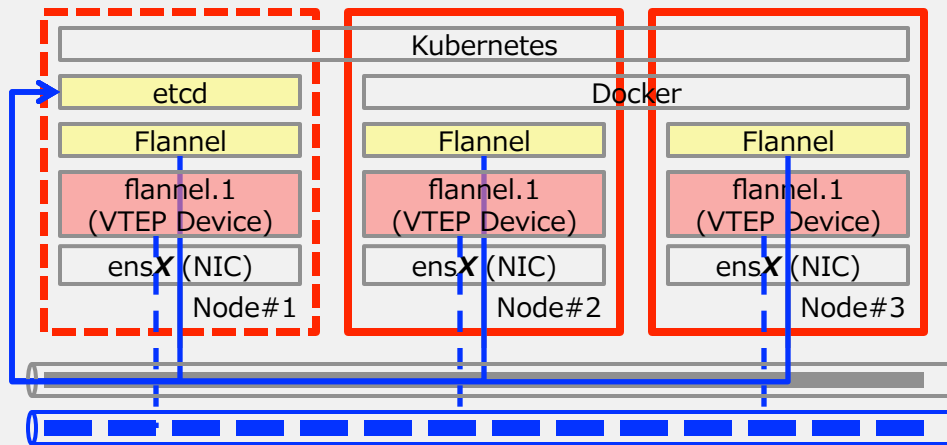 Kubernetes
etcd
Docker
Flannel
Flannel
Flannel
flannel.1
(VTEP Device)
flannel.1
(VTEP Device)
flannel.1
(VTEP Device)
ensX (NIC)
ensX (NIC)
ensX (NIC)
Node#1
Node#2
Node#3